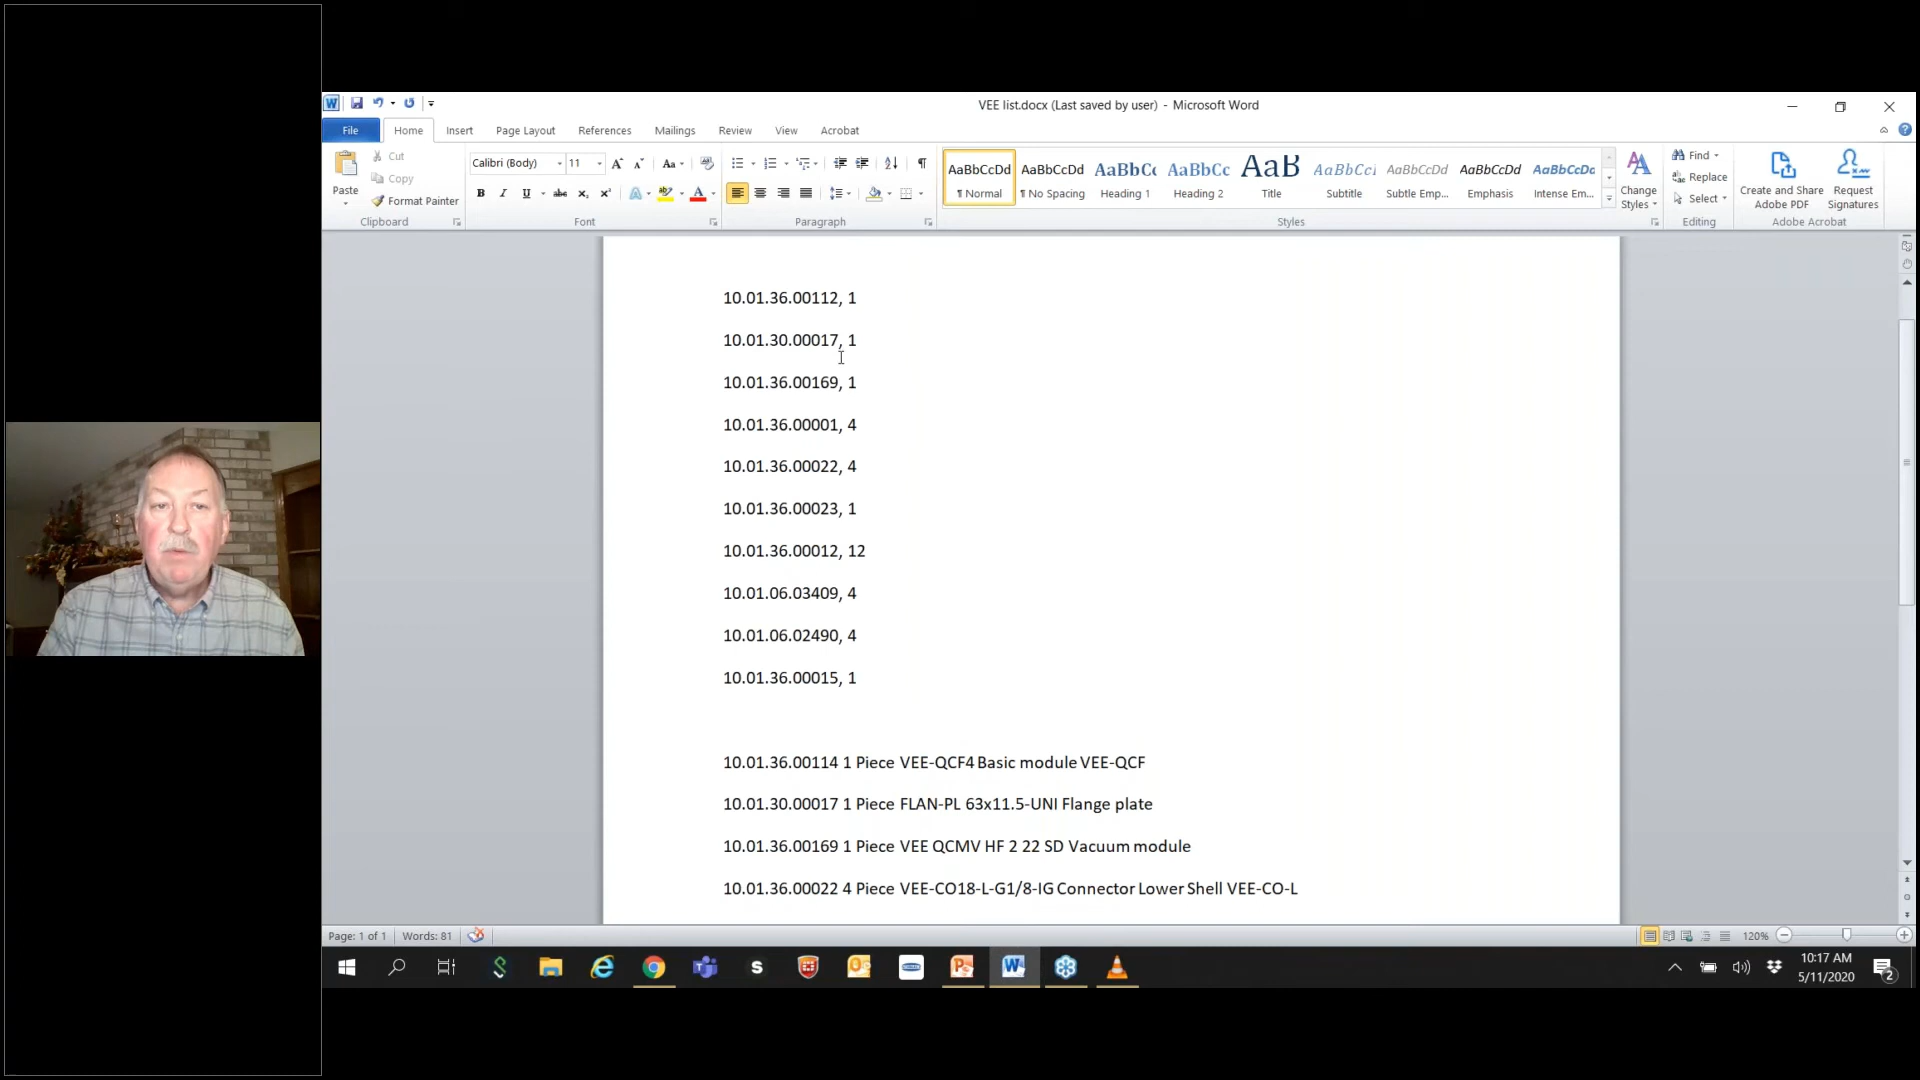 VEE list.docx (Last saved by user) - Microsoft Word
File Home Insert Page Layout References Mailings Review View Acrobat
Paste
Cut
Copy
Format Painter
Clipboard
Calibri (Body) 11
Font
Paragraph
AaBbCcDd AaBbCcDd AaBbCc AaBbCc AaB AaBbCcI AaBbCcDd AaBbCcDd AaBbCcDd
¶ Normal ¶ No Spacing Heading 1 Heading 2 Title Subtitle Subtle Emp... Emphasis Intense Em...
Styles
Change Styles
Find
Replace
Select
Editing
Create and Share Adobe PDF
Request Signatures
Adobe Acrobat
10.01.36.00112, 1
10.01.30.00017, 1
10.01.36.00169, 1
10.01.36.00001, 4
10.01.36.00022, 4
10.01.36.00023, 1
10.01.36.00012, 12
10.01.06.03409, 4
10.01.06.02490, 4
10.01.36.00015, 1
10.01.36.00114 1 Piece VEE-QCF4 Basic module VEE-QCF
10.01.30.00017 1 Piece FLAN-PL 63x11.5-UNI Flange plate
10.01.36.00169 1 Piece VEE QCMV HF 2 22 SD Vacuum module
10.01.36.00022 4 Piece VEE-CO18-L-G1/8-IG Connector Lower Shell VEE-CO-L
Page: 1 of 1 Words: 81
120%
10:17 AM
5/11/2020
2